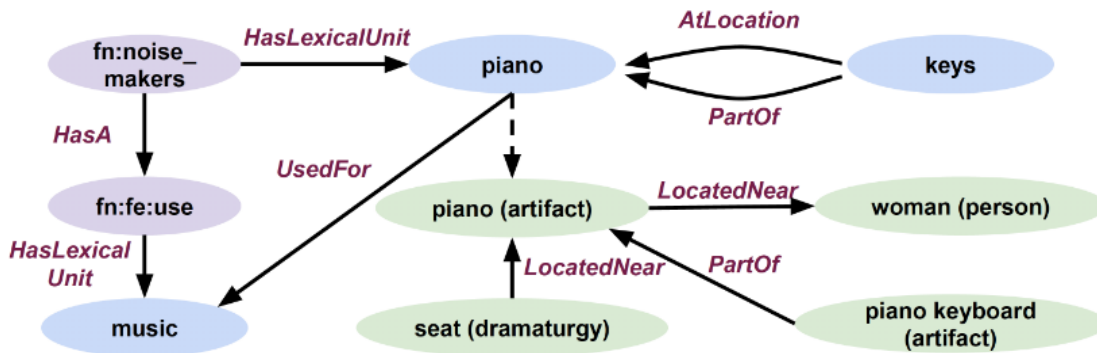 fn:noise_
makers
HasLexicalUnit
piano
AtLocation
keys
PartOf
HasA
UsedFor
fn:fe:use
piano (artifact)
LocatedNear
woman (person)
HasLexical
Unit
LocatedNear
PartOf
music
seat (dramaturgy)
piano keyboard
(artifact)